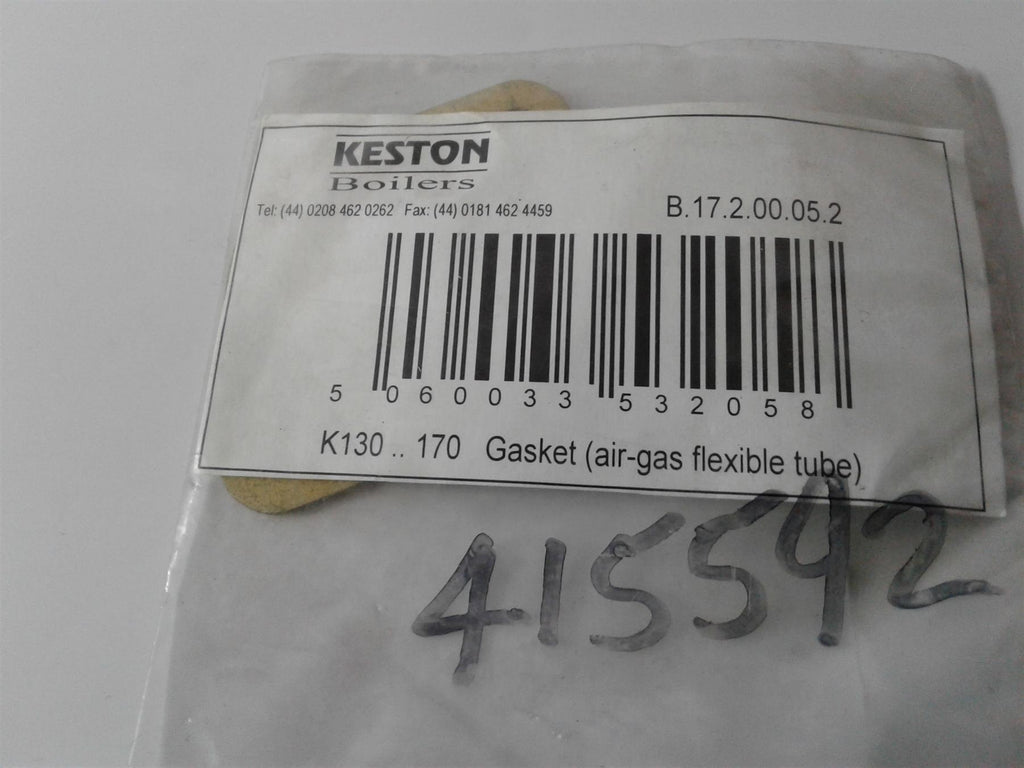 KESTON
Boilers
Tel: (44) 0208 462 0262 Fax: (44) 0181 462 4459
B.17.2.00.05.2
5 060033 532058
K130 .. 170 Gasket (air-gas flexible tube)
415592